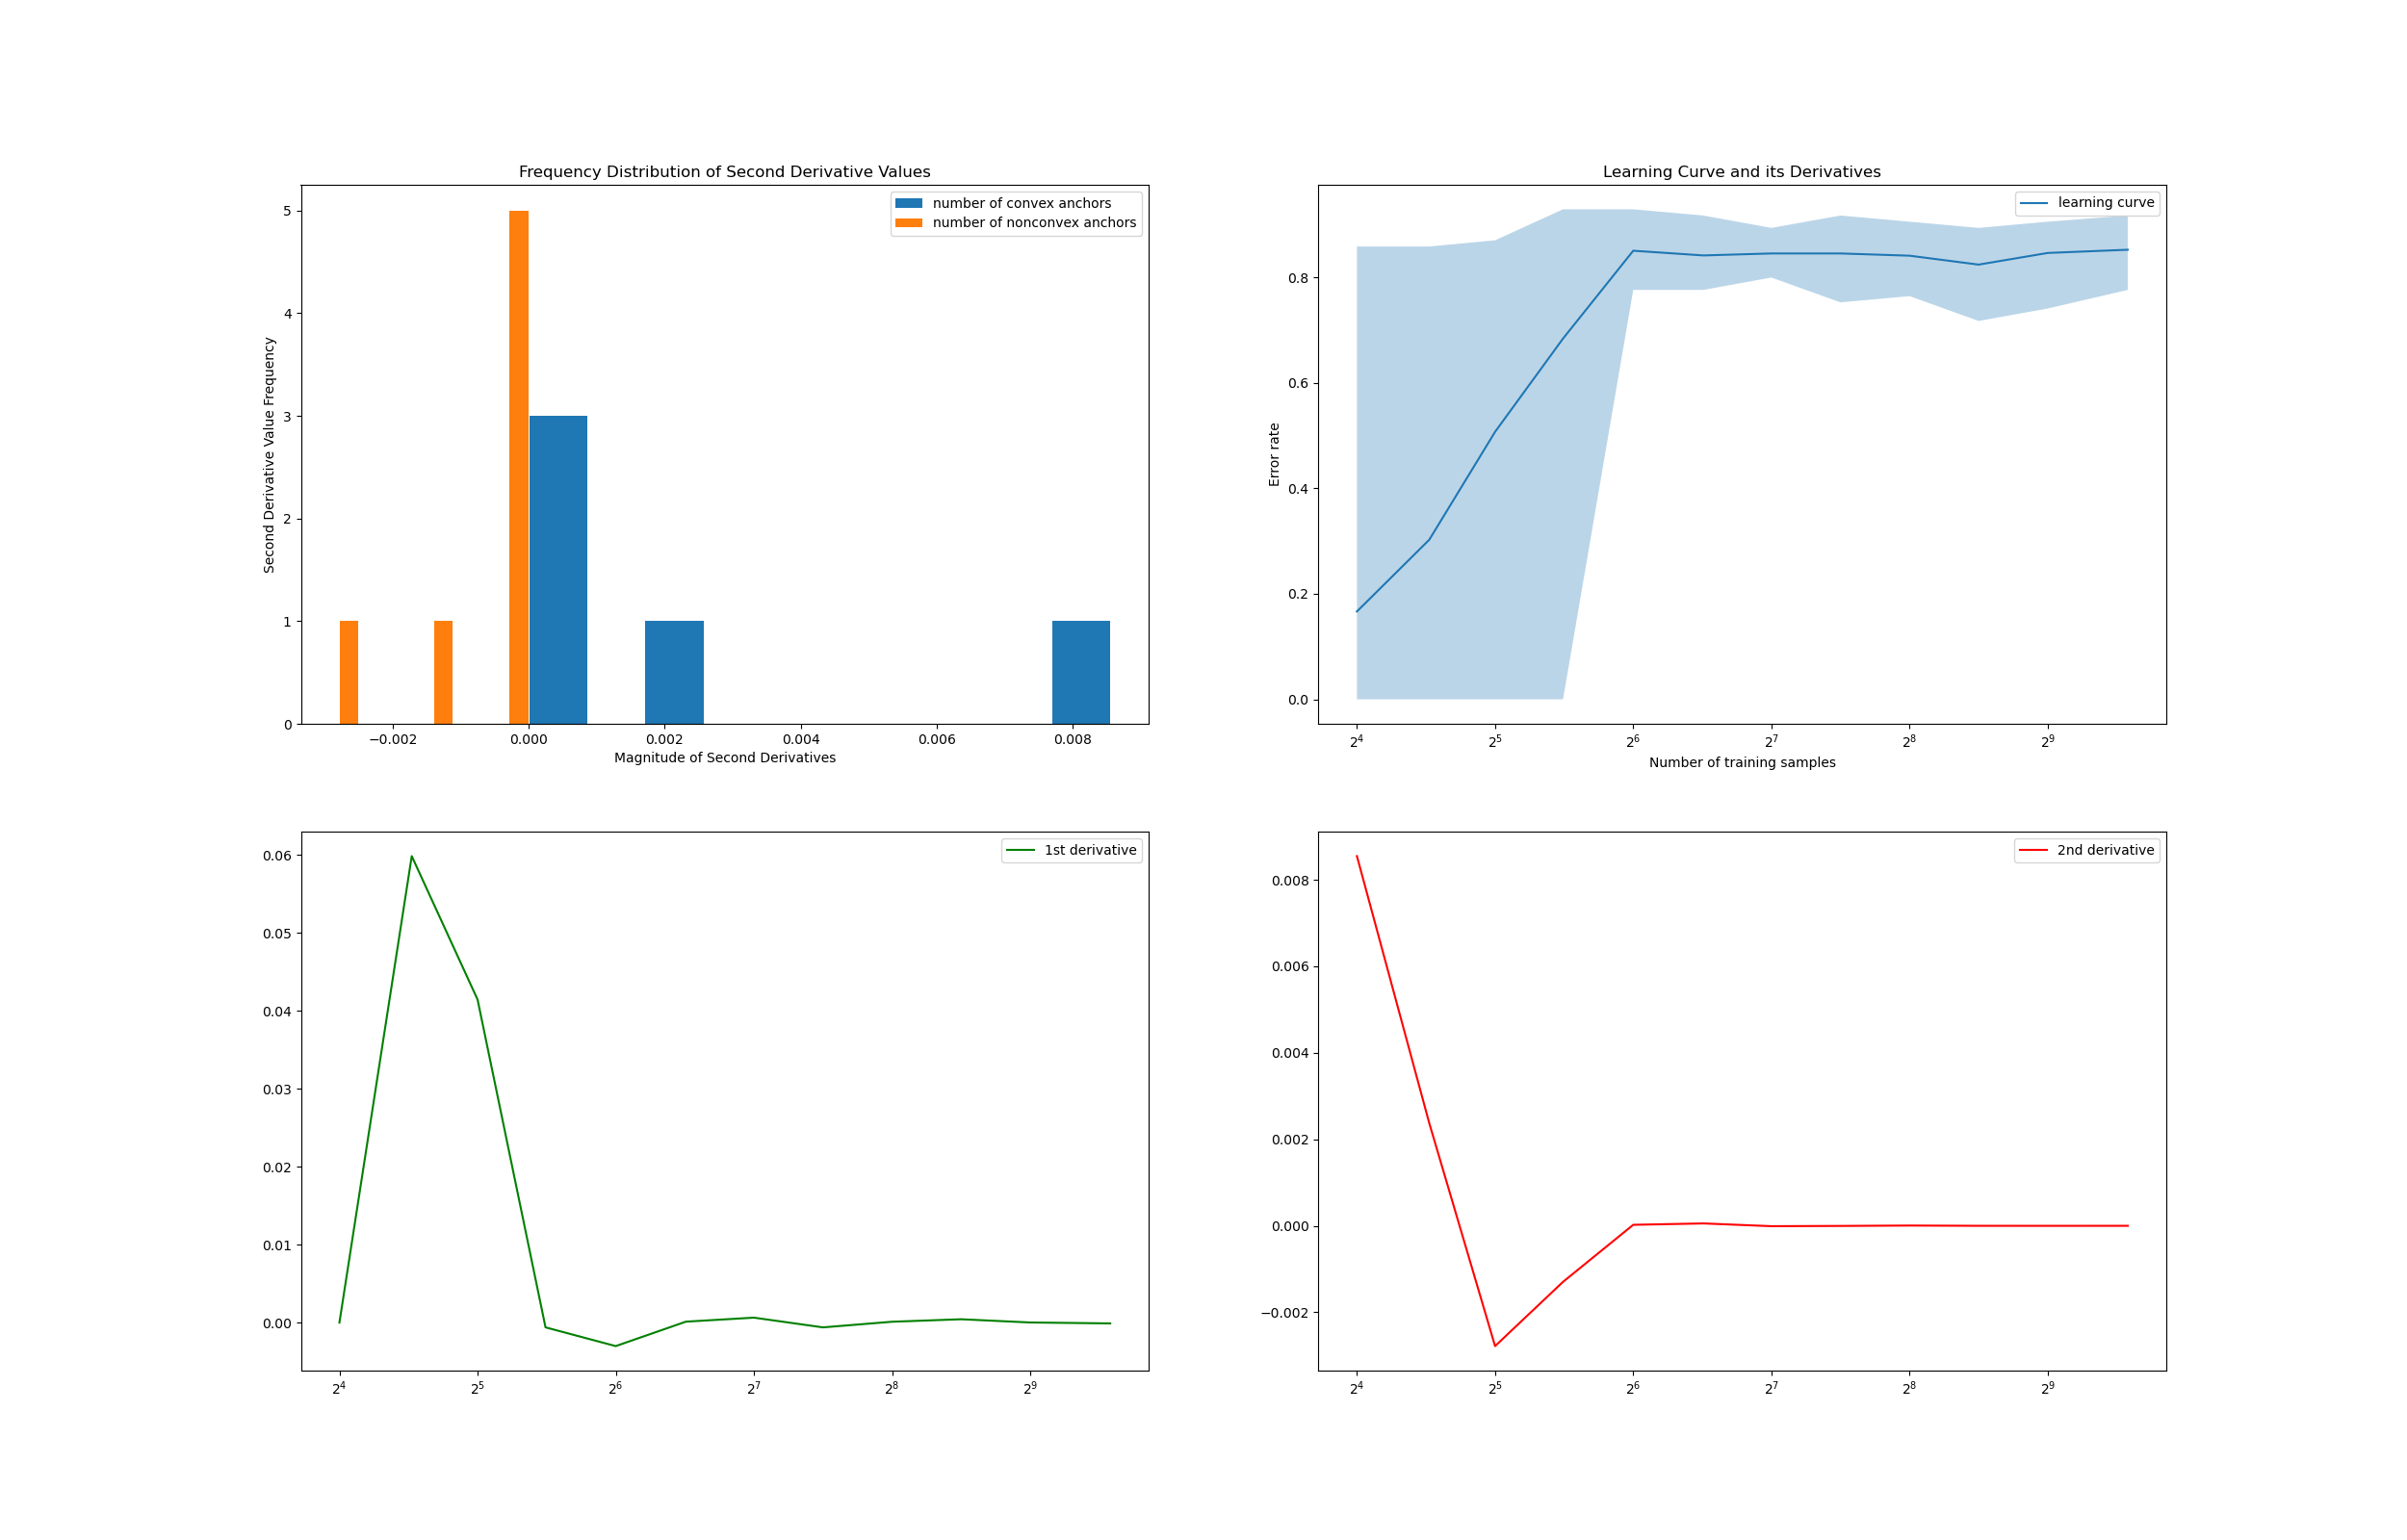 Frequency Distribution of Second Derivative Values
number of convex anchors
number of nonconvex anchors
5
4
3
2
1
0
Second Derivative Value Frequency
−0.002 0.000 0.002 0.004 0.006 0.008
Magnitude of Second Derivatives
Learning Curve and its Derivatives
learning curve
0.8
0.6
0.4
0.2
0.0
Error rate
2⁴ 2⁵ 2⁶ 2⁷ 2⁸ 2⁹
Number of training samples
1st derivative
0.06
0.05
0.04
0.03
0.02
0.01
0.00
2⁴ 2⁵ 2⁶ 2⁷ 2⁸ 2⁹
2nd derivative
0.008
0.006
0.004
0.002
0.000
−0.002
2⁴ 2⁵ 2⁶ 2⁷ 2⁸ 2⁹